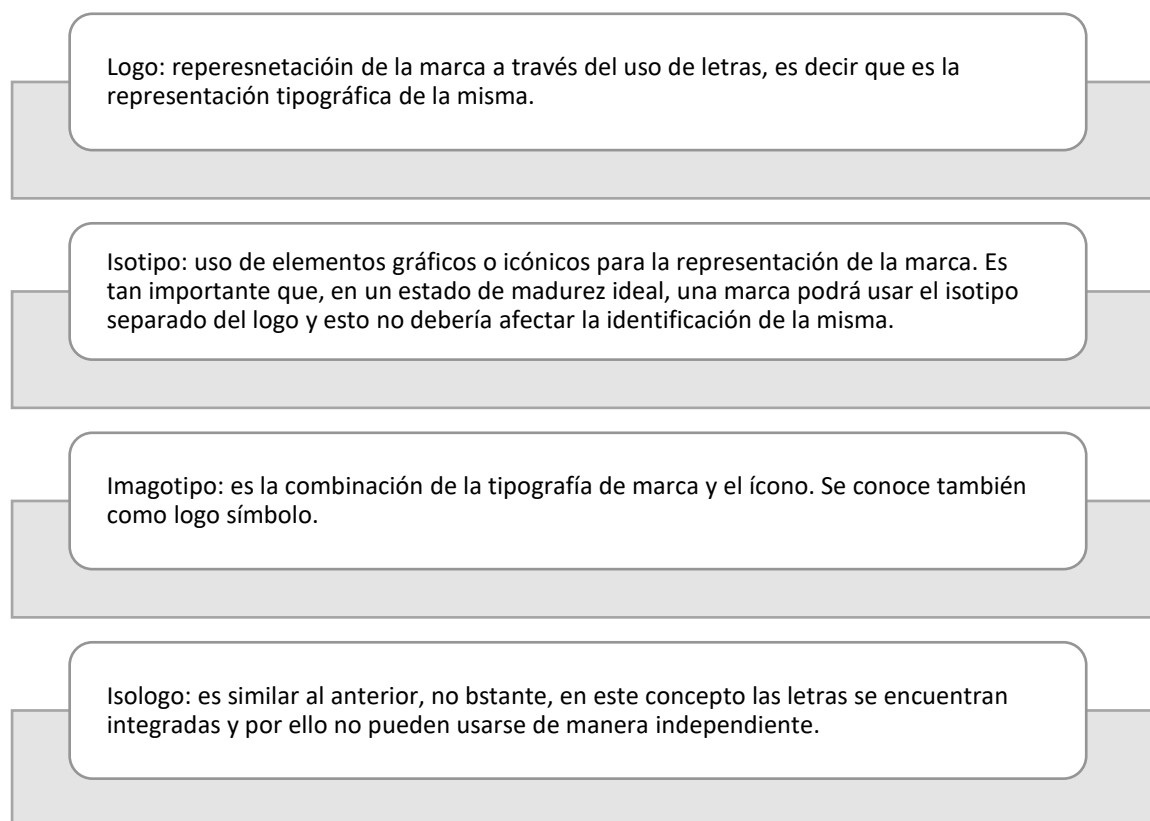 Logo: reperesnetacióin de la marca a través del uso de letras, es decir que es la
representación tipográfica de la misma.
Isotipo: uso de elementos gráficos o icónicos para la representación de la marca. Es
tan importante que, en un estado de madurez ideal, una marca podrá usar el isotipo
separado del logo y esto no debería afectar la identificación de la misma.
Imagotipo: es la combinación de la tipografía de marca y el ícono. Se conoce también
como logo símbolo.
Isologo: es similar al anterior, no bstante, en este concepto las letras se encuentran
integradas y por ello no pueden usarse de manera independiente.